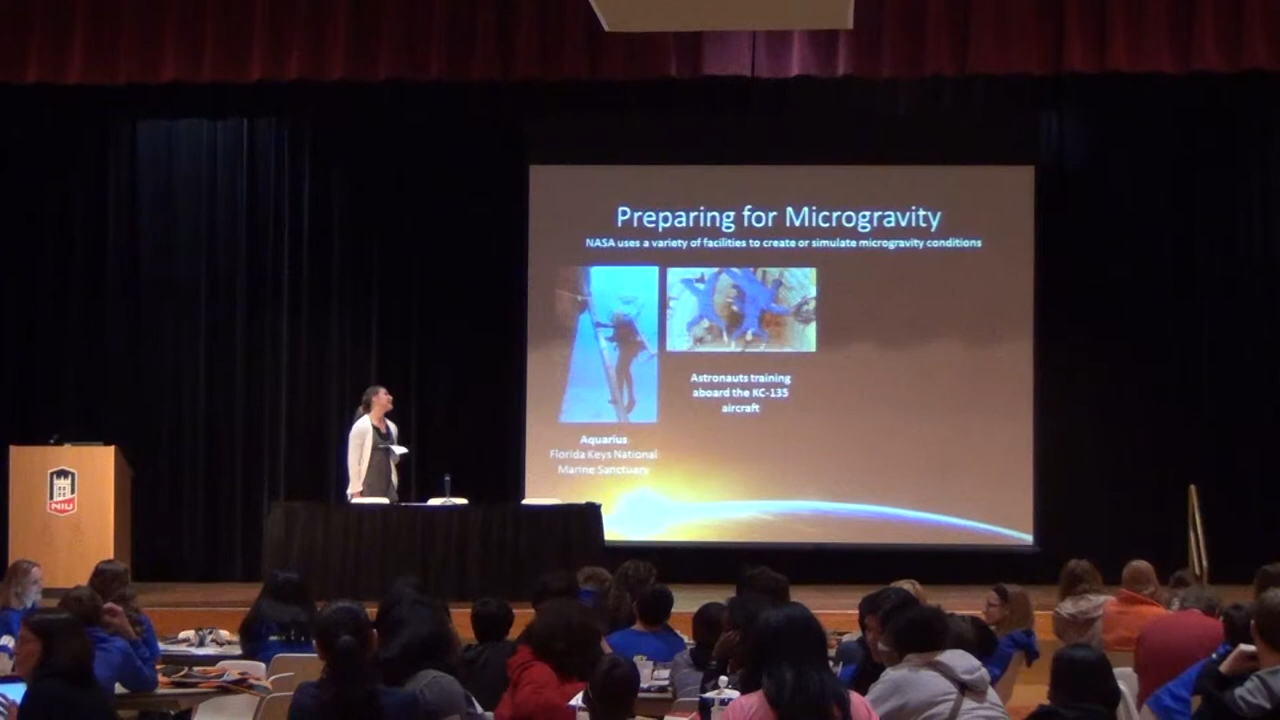 Preparing for Microgravity
NASA uses a variety of facilities to create or simulate microgravity conditions
Astronauts training
aboard the KC-135
aircraft
Aquarius
Florida Keys National
Marine Sanctuary
NIU